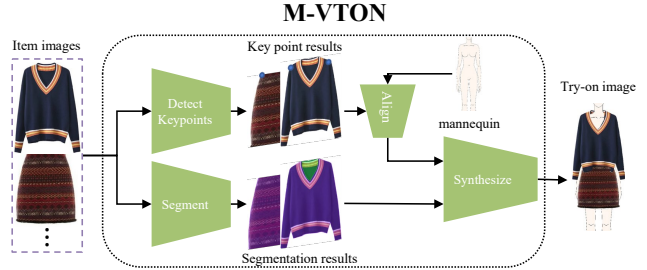 M-VTON
Item images
Key point results
Try-on image
Detect
Keypoints
Align
mannequin
Segment
Synthesize
Segmentation results